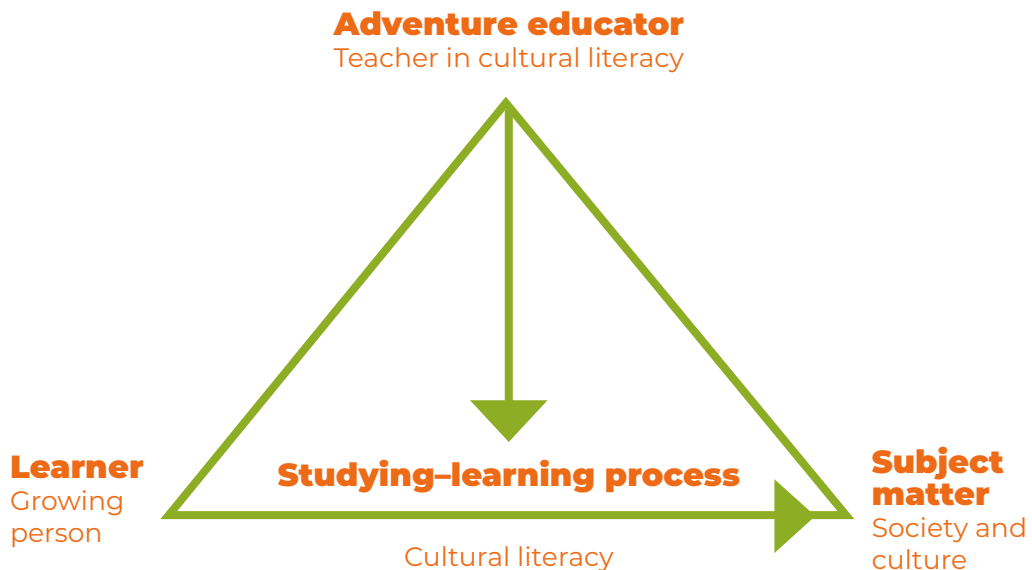 Adventure educator
Teacher in cultural literacy
Learner
Growing
person
Studying–learning process
Subject
matter
Society and
culture
Cultural literacy